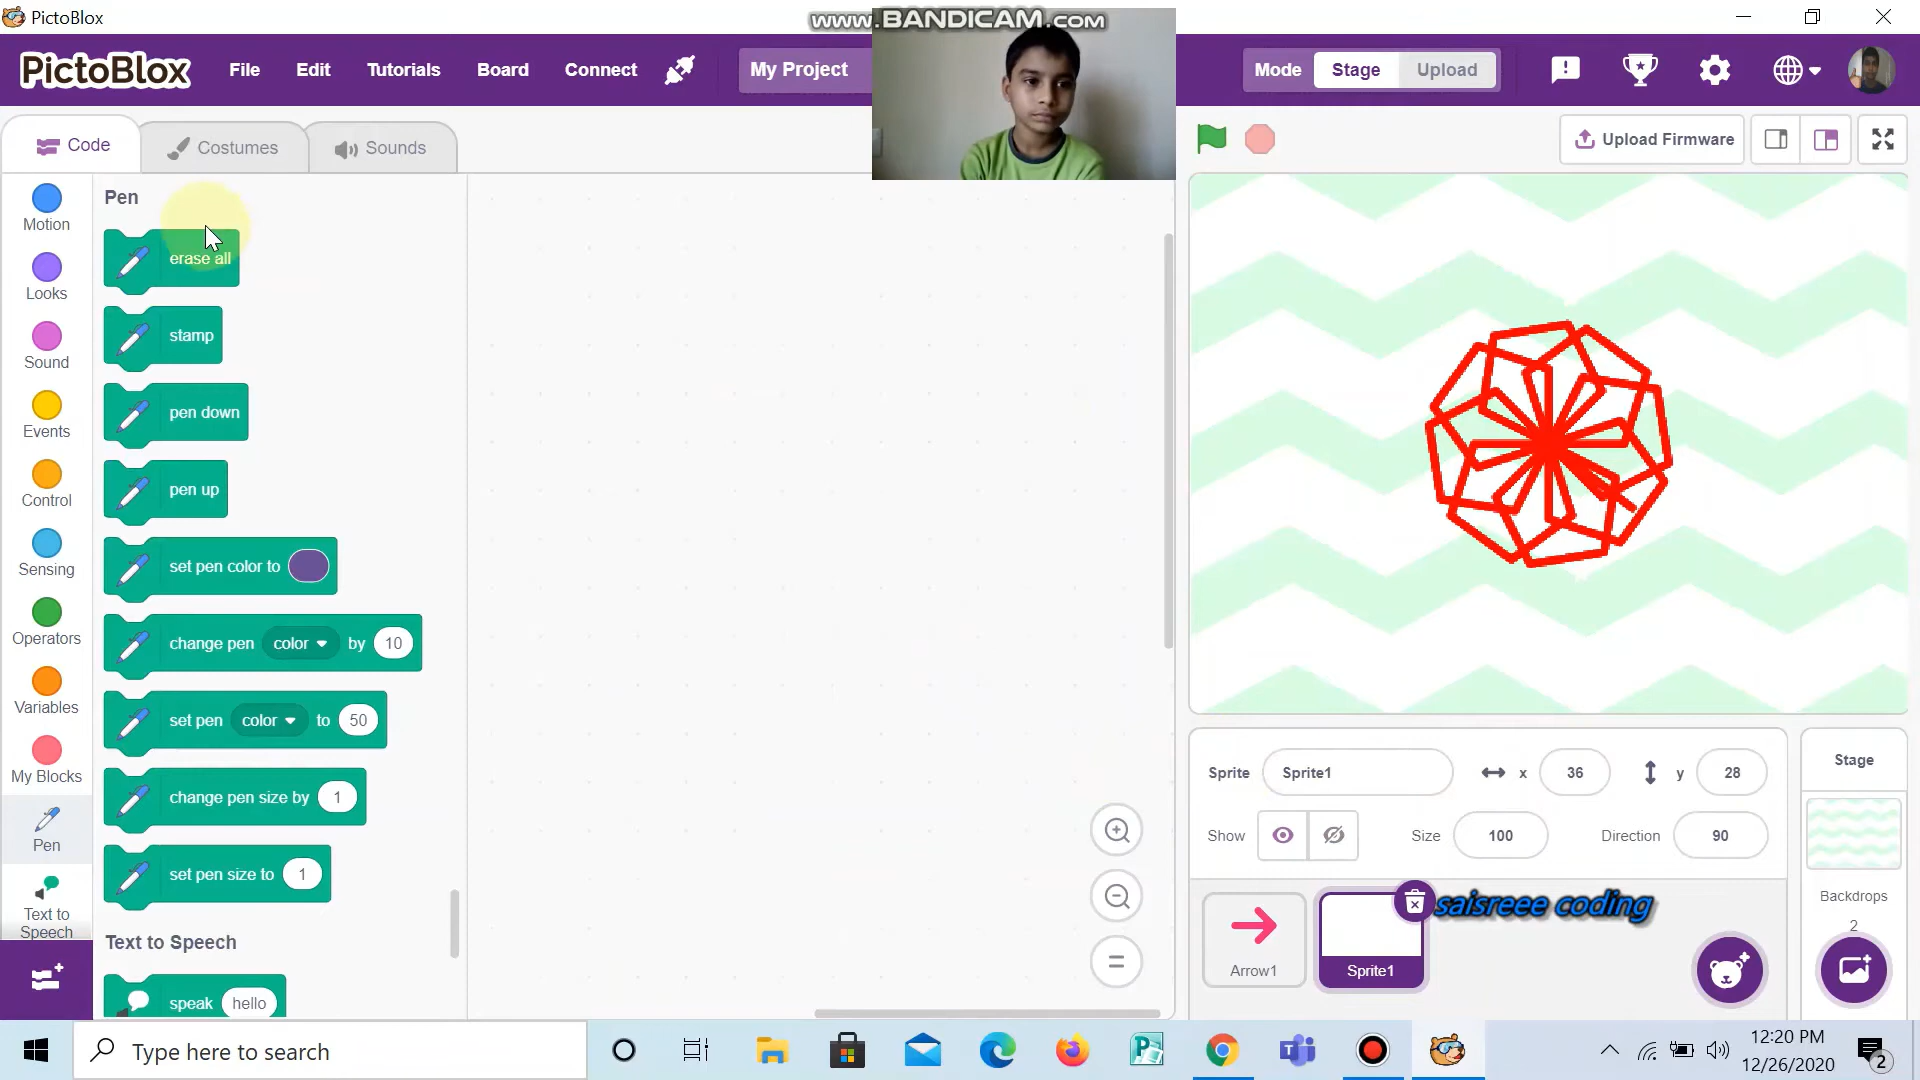 PictoBlox
www.BANDICAM.COM
PictoBlox
File
Edit
Tutorials
Board
Connect
My Project
Mode
Stage
Upload
Code
Costumes
Sounds
Upload Firmware
Motion
Looks
Sound
Events
Control
Sensing
Operators
Variables
My Blocks
Pen
Text to
Speech
Pen
erase all
stamp
pen down
pen up
set pen color to
change pen color by 10
set pen color to 50
change pen size by 1
set pen size to 1
Text to Speech
speak hello
Sprite
Sprite1
x
36
y
28
Show
Size
100
Direction
90
Arrow1
Sprite1
saisreee coding
Stage
Backdrops
2
Type here to search
12:20 PM
12/26/2020
2